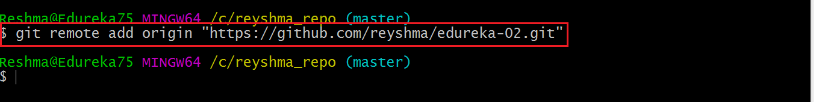 Reshma@Edureka75 MINGW64 /c/reyshma_repo (master)
$ git remote add origin "https://github.com/reyshma/edureka-02.git"
Reshma@Edureka75 MINGW64 /c/reyshma_repo (master)
$